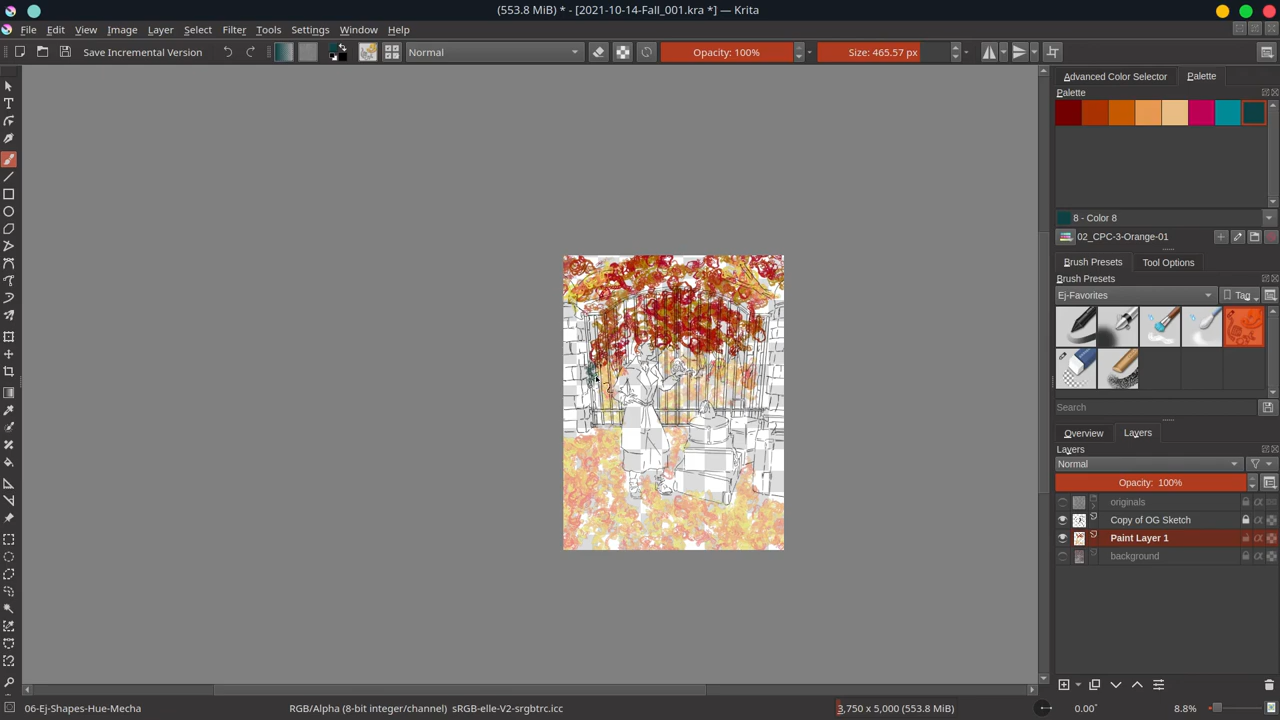 (553.8 MiB) * - [2021-10-14-Fall_001.kra *] — Krita
File Edit View Image Layer Select Filter Tools Settings Window Help
Save Incremental Version Normal Opacity: 100% Size: 465.57 px
Advanced Color Selector Palette
Palette
8 - Color 8
02_CPC-3-Orange-01
Brush Presets Tool Options
Brush Presets
Ej-Favorites Tag
Search
Overview Layers
Layers
Normal
Opacity: 100%
originals
Copy of OG Sketch
Paint Layer 1
background
06-Ej-Shapes-Hue-Mecha RGB/Alpha (8-bit integer/channel) sRGB-elle-V2-srgbtrc.icc 3,750 x 5,000 (553.8 MiB) 0.00° 8.8%